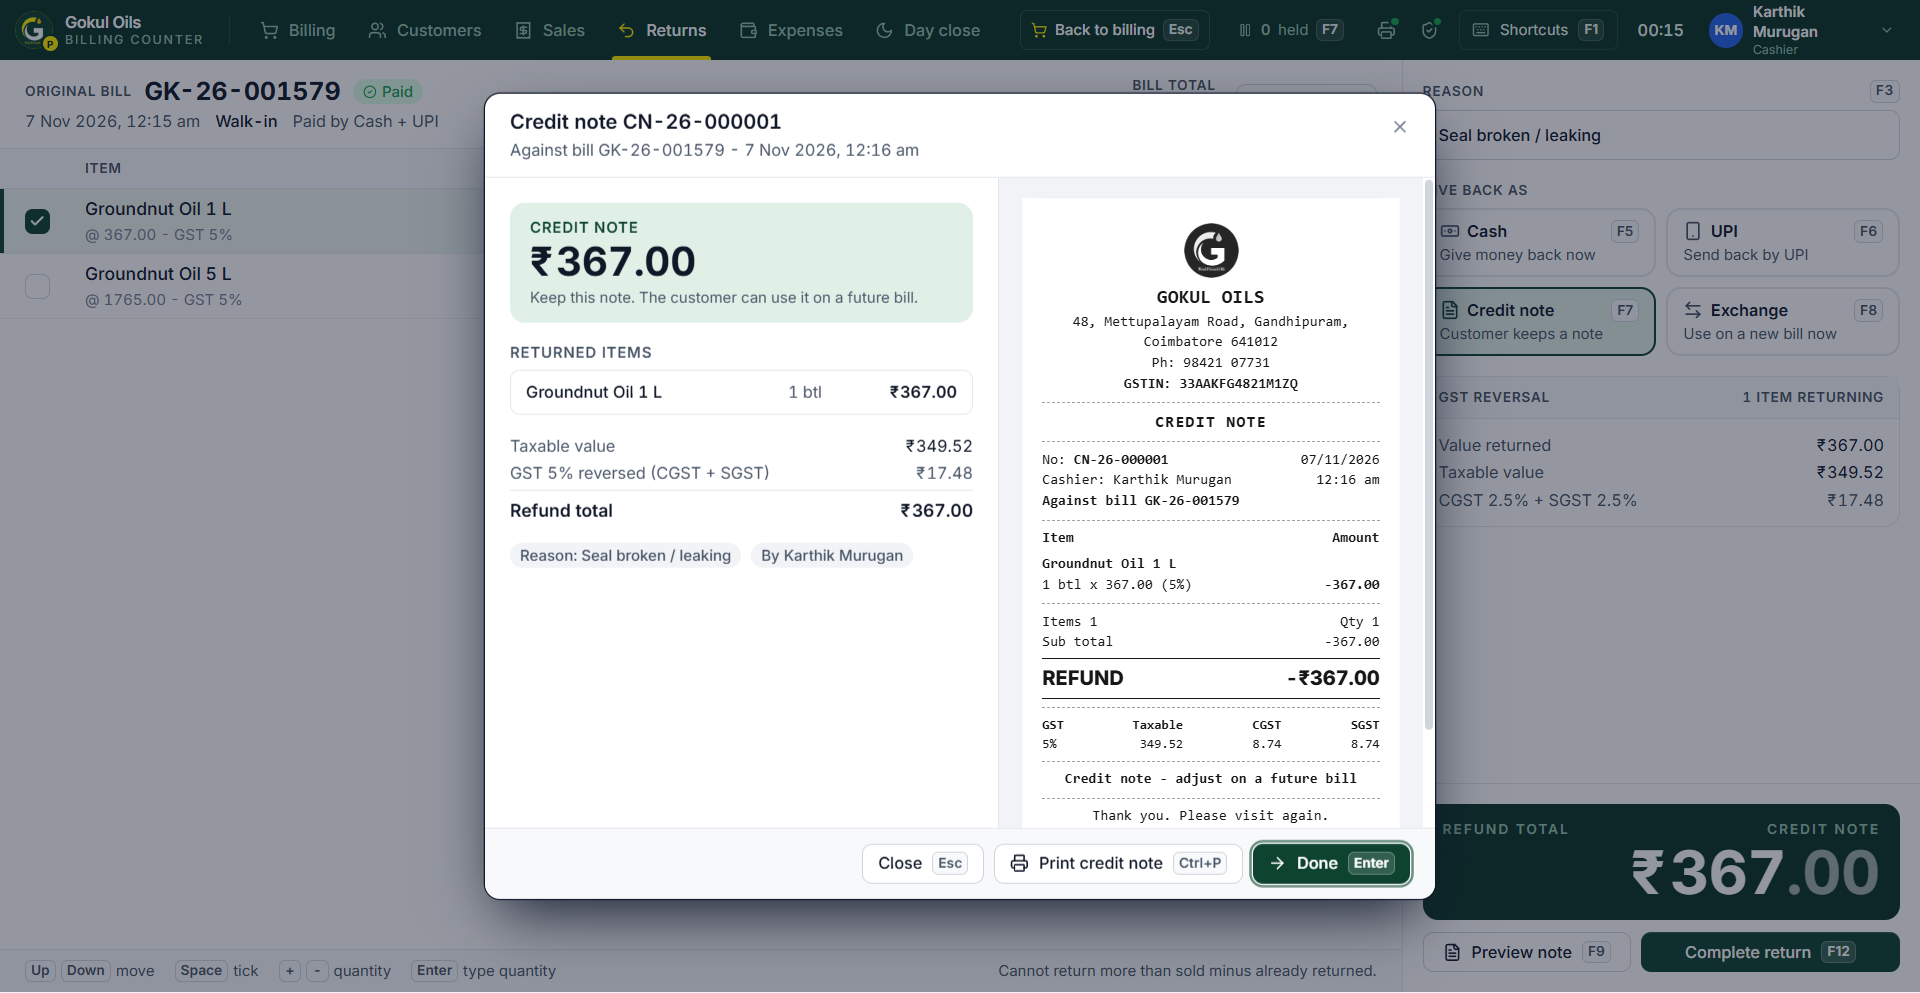 Gokul Oils
BILLING COUNTER
Billing
Customers
Sales
Returns
Expenses
Day close
Back to billing Esc
0 held F7
Shortcuts F1
00:15
KM
Karthik Murugan
Cashier
ORIGINAL BILL GK-26-001579 Paid
7 Nov 2026, 12:15 am Walk-in Paid by Cash + UPI
BILL TOTAL
ITEM
Groundnut Oil 1 L
@ 367.00 - GST 5%
Groundnut Oil 5 L
@ 1765.00 - GST 5%
Credit note CN-26-000001
Against bill GK-26-001579 - 7 Nov 2026, 12:16 am
CREDIT NOTE
₹367.00
Keep this note. The customer can use it on a future bill.
RETURNED ITEMS
Groundnut Oil 1 L 1 btl ₹367.00
Taxable value ₹349.52
GST 5% reversed (CGST + SGST) ₹17.48
Refund total ₹367.00
Reason: Seal broken / leaking By Karthik Murugan
GOKUL OILS
48, Mettupalayam Road, Gandhipuram,
Coimbatore 641012
Ph: 98421 07731
GSTIN: 33AAKFG4821M1ZQ
CREDIT NOTE
No: CN-26-000001 07/11/2026
Cashier: Karthik Murugan 12:16 am
Against bill GK-26-001579
Item Amount
Groundnut Oil 1 L
1 btl x 367.00 (5%) -367.00
Items 1 Qty 1
Sub total -367.00
REFUND -₹367.00
GST Taxable CGST SGST
5% 349.52 8.74 8.74
Credit note - adjust on a future bill
Thank you. Please visit again.
Close Esc
Print credit note Ctrl+P
Done Enter
REASON F3
Seal broken / leaking
VE BACK AS
Cash F5
Give money back now
UPI F6
Send back by UPI
Credit note F7
Customer keeps a note
Exchange F8
Use on a new bill now
GST REVERSAL 1 ITEM RETURNING
Value returned ₹367.00
Taxable value ₹349.52
CGST 2.5% + SGST 2.5% ₹17.48
REFUND TOTAL CREDIT NOTE
₹367.00
Preview note F9
Complete return F12
Up Down move Space tick + - quantity Enter type quantity
Cannot return more than sold minus already returned.